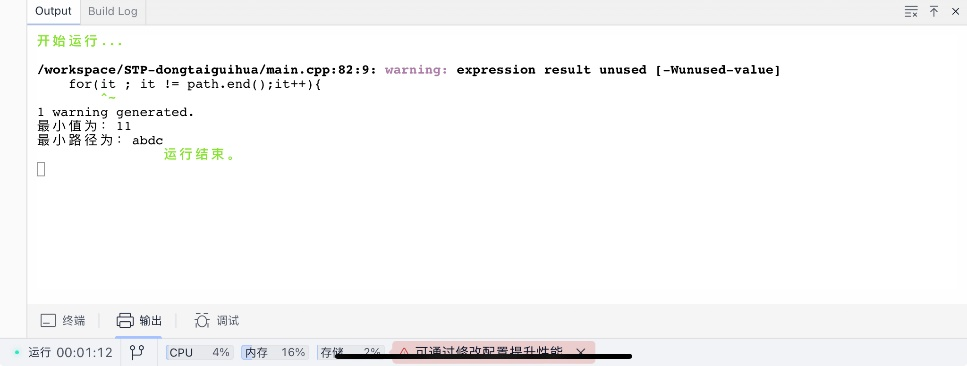 Output Build Log
开始运行...
/workspace/STP-dongtaiguihua/main.cpp:82:9: warning: expression result unused [-Wunused-value]
for(it ; it != path.end();it++){
^~
1 warning generated.
最小值为：11
最小路径为：abdc
运行结束。
终端 输出 调试
运行 00:01:12 CPU 4% 内存 16% 存储 2% 可通过修改配置提升性能